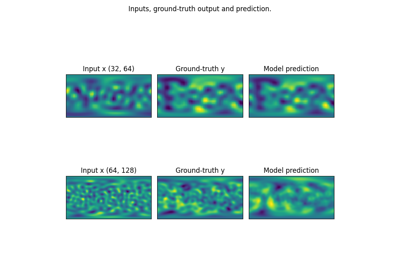 Inputs, ground-truth output and prediction.
Input x (32, 64) Ground-truth y Model prediction
Input x (64, 128) Ground-truth y Model prediction